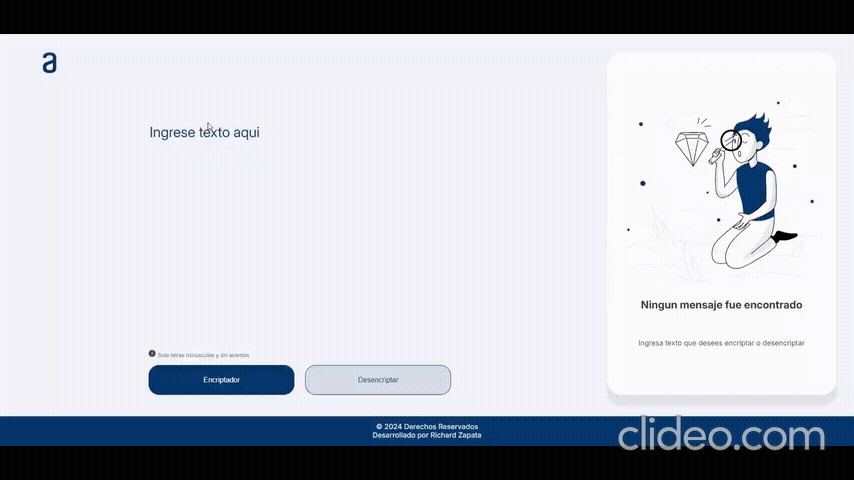 a
Ingrese texto aqui
Solo letras minusculas y sin acentos
Encriptador
Desencriptar
Ningun mensaje fue encontrado
Ingresa texto que desees encriptar o desencriptar
© 2024 Derechos Reservados
Desarrollado por Richard Zapata
clideo.com